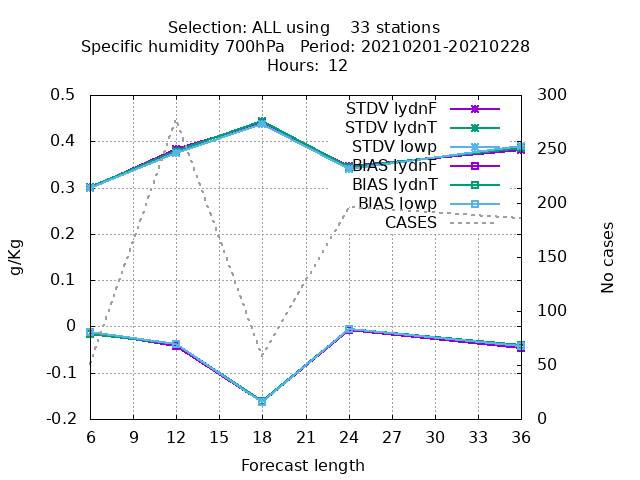 Selection: ALL using    33 stations
Specific humidity 700hPa   Period: 20210201-20210228
Hours:  12
0.5
0.4
0.3
0.2
0.1
0
-0.1
-0.2
g/Kg
STDV lydnF
STDV lydnT
STDV lowp
BIAS lydnF
BIAS lydnT
BIAS lowp
CASES
300
250
200
150
100
50
0
No cases
6 9 12 15 18 21 24 27 30 33 36
Forecast length